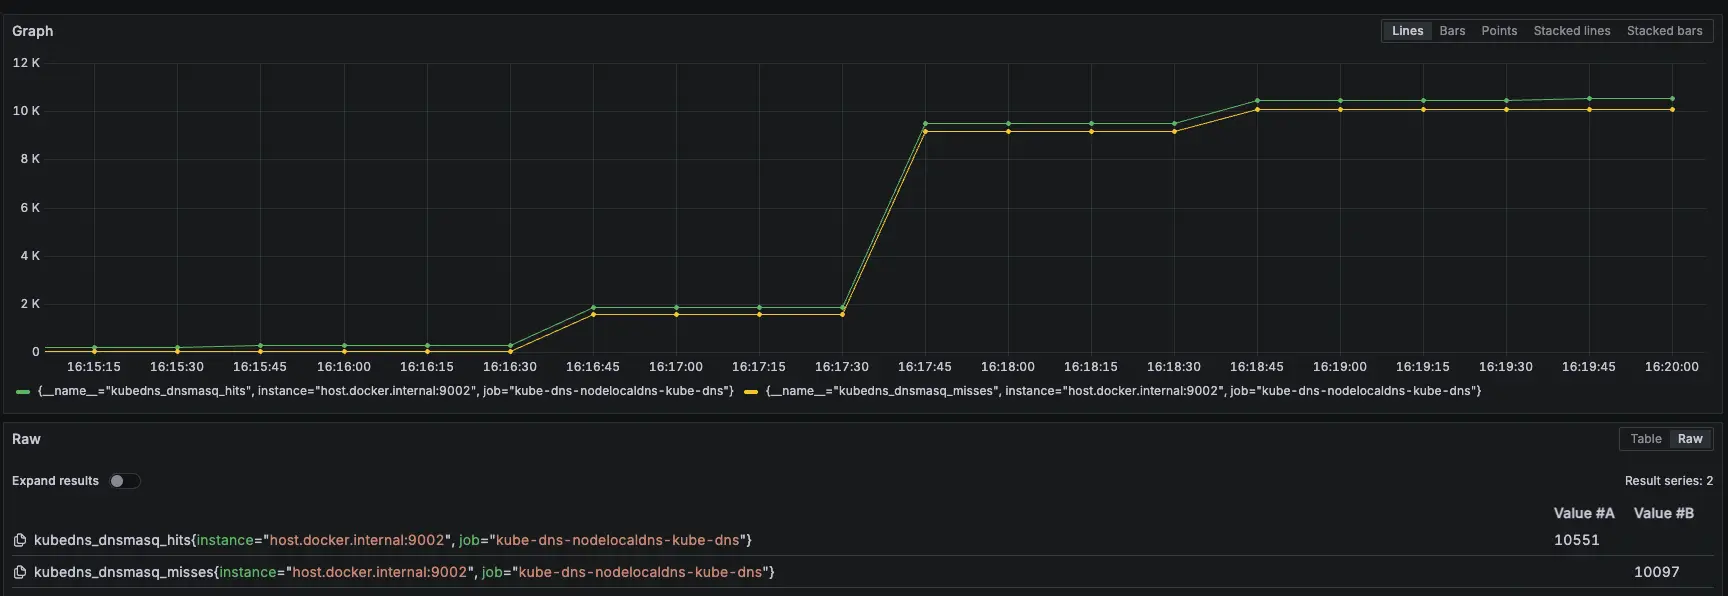 Graph
Lines Bars Points Stacked lines Stacked bars
12 K
10 K
8 K
6 K
4 K
2 K
0
16:15:15 16:15:30 16:15:45 16:16:00 16:16:15 16:16:30 16:16:45 16:17:00 16:17:15 16:17:30 16:17:45 16:18:00 16:18:15 16:18:30 16:18:45 16:19:00 16:19:15 16:19:30 16:19:45 16:20:00
{__name__="kubedns_dnsmasq_hits", instance="host.docker.internal:9002", job="kube-dns-nodelocaldns-kube-dns"} {__name__="kubedns_dnsmasq_misses", instance="host.docker.internal:9002", job="kube-dns-nodelocaldns-kube-dns"}
Raw
Table Raw
Expand results
Result series: 2
Value #A Value #B
kubedns_dnsmasq_hits{instance="host.docker.internal:9002", job="kube-dns-nodelocaldns-kube-dns"} 10551
kubedns_dnsmasq_misses{instance="host.docker.internal:9002", job="kube-dns-nodelocaldns-kube-dns"} 10097